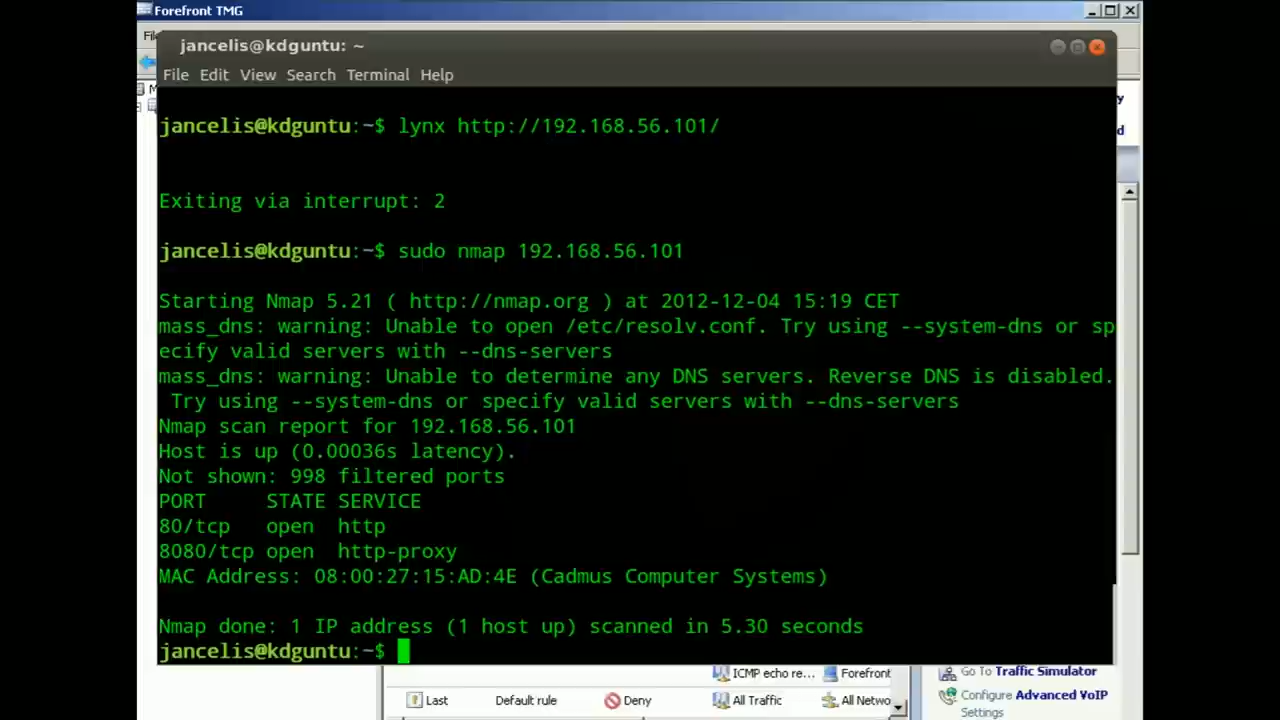 Forefront TMG
jancelis@kdguntu: ~
File Edit View Search Terminal Help
jancelis@kdguntu:~$ lynx http://192.168.56.101/
Exiting via interrupt: 2
jancelis@kdguntu:~$ sudo nmap 192.168.56.101
Starting Nmap 5.21 ( http://nmap.org ) at 2012-12-04 15:19 CET
mass_dns: warning: Unable to open /etc/resolv.conf. Try using --system-dns or sp
ecify valid servers with --dns-servers
mass_dns: warning: Unable to determine any DNS servers. Reverse DNS is disabled.
Try using --system-dns or specify valid servers with --dns-servers
Nmap scan report for 192.168.56.101
Host is up (0.00036s latency).
Not shown: 998 filtered ports
PORT STATE SERVICE
80/tcp open http
8080/tcp open http-proxy
MAC Address: 08:00:27:15:AD:4E (Cadmus Computer Systems)
Nmap done: 1 IP address (1 host up) scanned in 5.30 seconds
jancelis@kdguntu:~$
ICMP echo re... Forefront
Last Default rule Deny All Traffic All Netwo
Go To Traffic Simulator
Configure Advanced VoIP
Settings